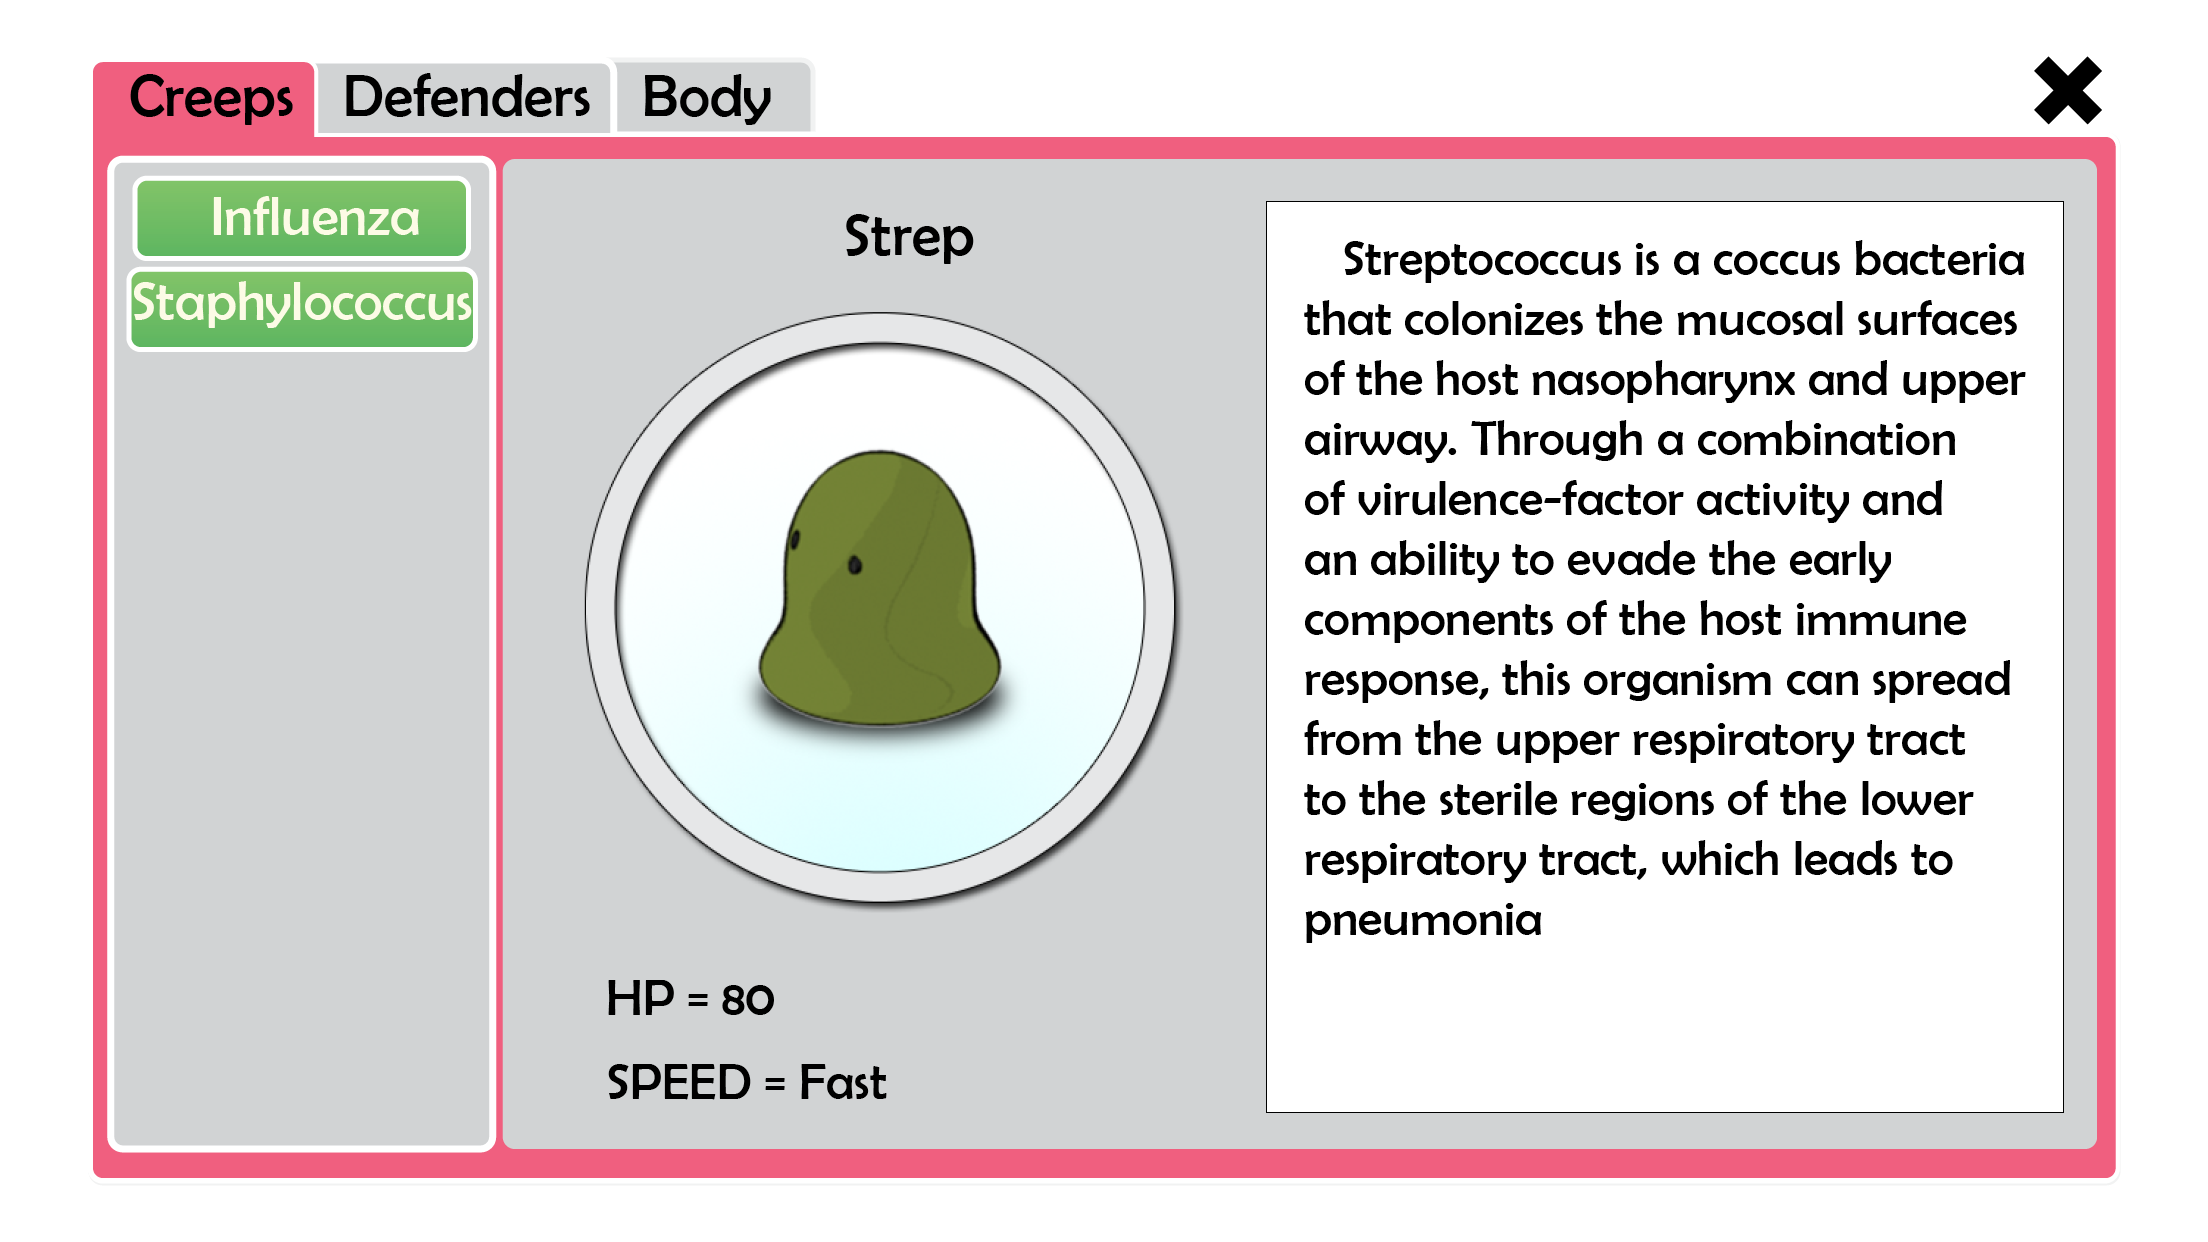 Creeps Defenders Body
Influenza
Staphylococcus
Strep
HP = 80
SPEED = Fast
Streptococcus is a coccus bacteria
that colonizes the mucosal surfaces
of the host nasopharynx and upper
airway. Through a combination
of virulence-factor activity and
an ability to evade the early
components of the host immune
response, this organism can spread
from the upper respiratory tract
to the sterile regions of the lower
respiratory tract, which leads to
pneumonia